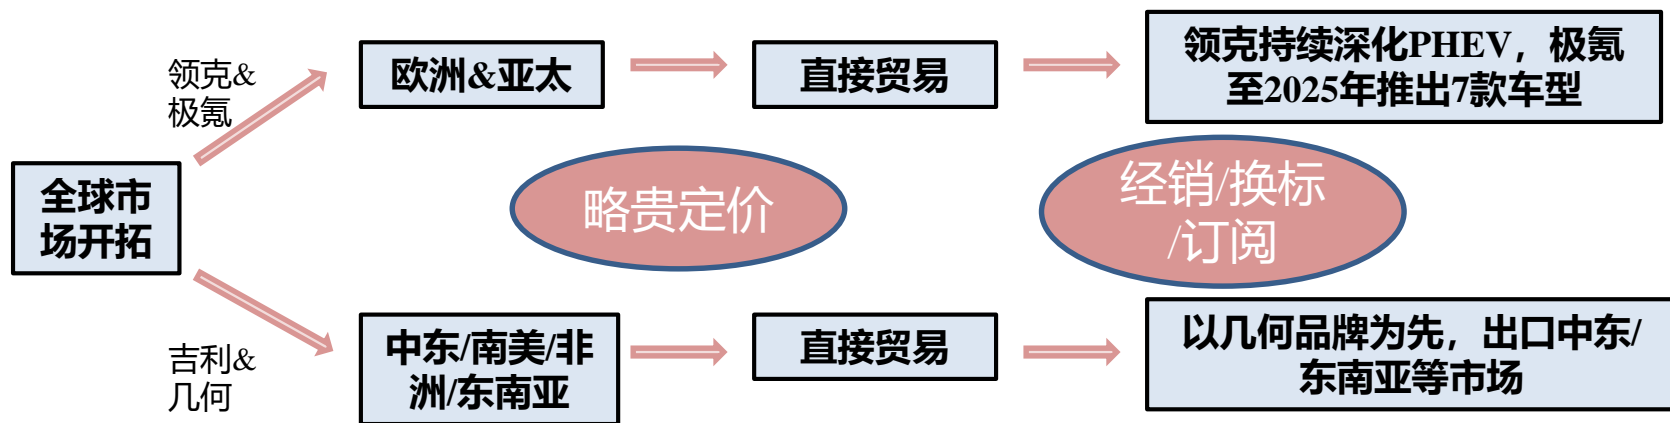 领克&
极氪
欧洲&亚太
直接贸易
领克持续深化PHEV，极氪
至2025年推出7款车型
全球市
场开拓
略贵定价
经销/换标
/订阅
吉利&
几何
中东/南美/非
洲/东南亚
直接贸易
以几何品牌为先，出口中东/
东南亚等市场